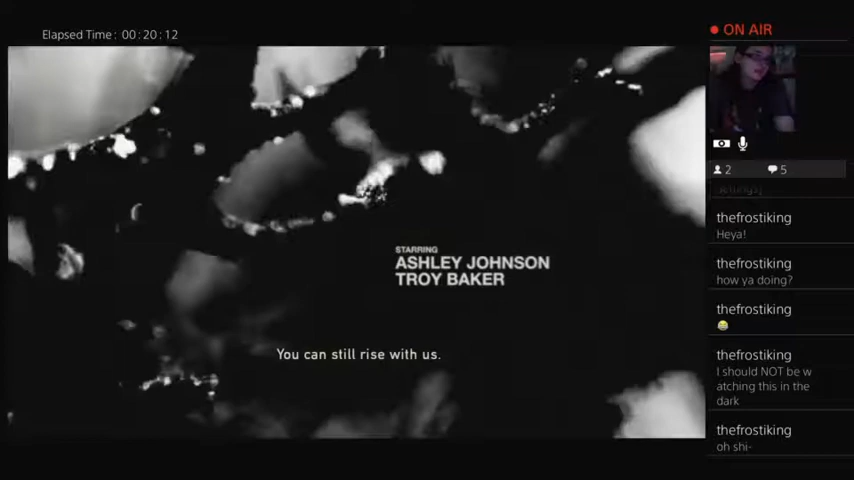 Elapsed Time : 00:20:12
ON AIR
2
5
settings]
thefrostiking
Heya!
thefrostiking
how ya doing?
thefrostiking
😂
thefrostiking
I should NOT be w
atching this in the
dark
thefrostiking
oh shi-
STARRING
ASHLEY JOHNSON
TROY BAKER
You can still rise with us.